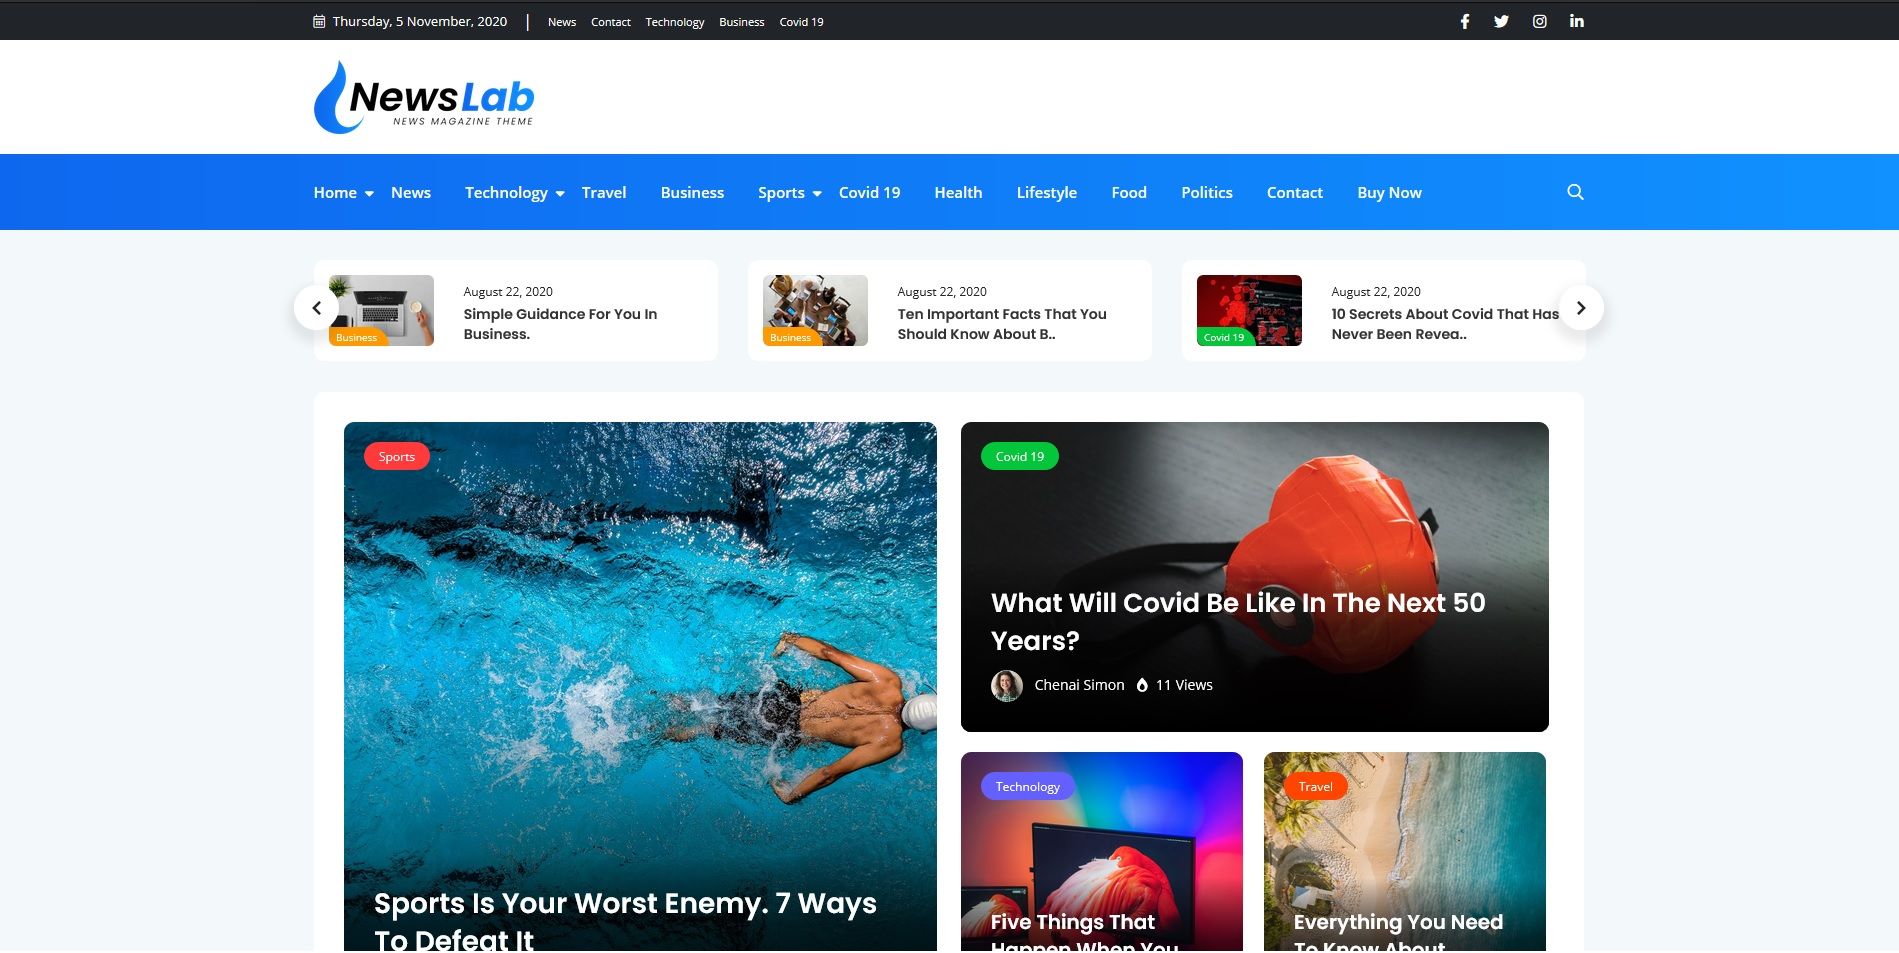 Thursday, 5 November, 2020 | News Contact Technology Business Covid 19
NewsLab
NEWS MAGAZINE THEME
Home News Technology Travel Business Sports Covid 19 Health Lifestyle Food Politics Contact Buy Now
Business
August 22, 2020
Simple Guidance For You In
Business.
Business
August 22, 2020
Ten Important Facts That You
Should Know About B..
Covid 19
August 22, 2020
10 Secrets About Covid That Has
Never Been Revea..
Sports
Sports Is Your Worst Enemy. 7 Ways
To Defeat It
Covid 19
What Will Covid Be Like In The Next 50
Years?
Chenai Simon 11 Views
Technology
Five Things That
Happen When You
Travel
Everything You Need
To Know About